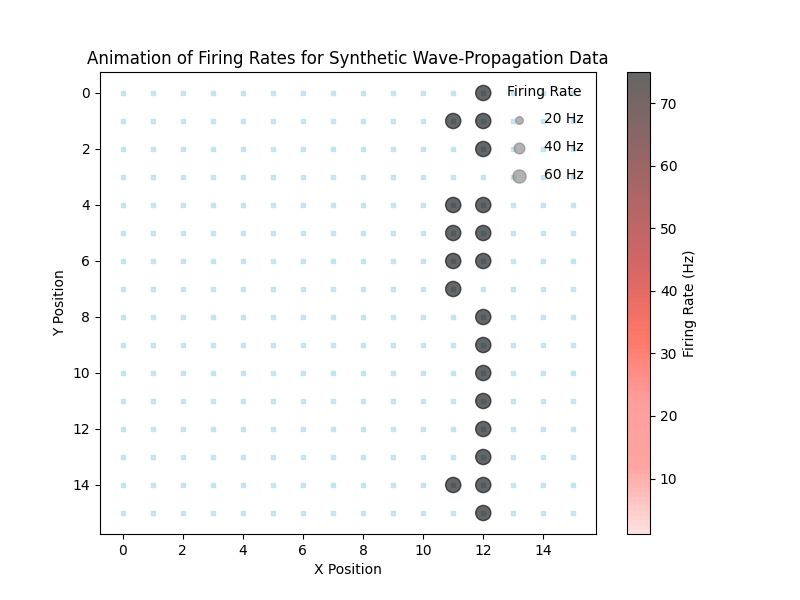 Animation of Firing Rates for Synthetic Wave-Propagation Data
Firing Rate
20 Hz
40 Hz
60 Hz
0
2
4
6
8
10
12
14
Y Position
0 2 4 6 8 10 12 14
X Position
70
60
50
40
30
20
10
Firing Rate (Hz)